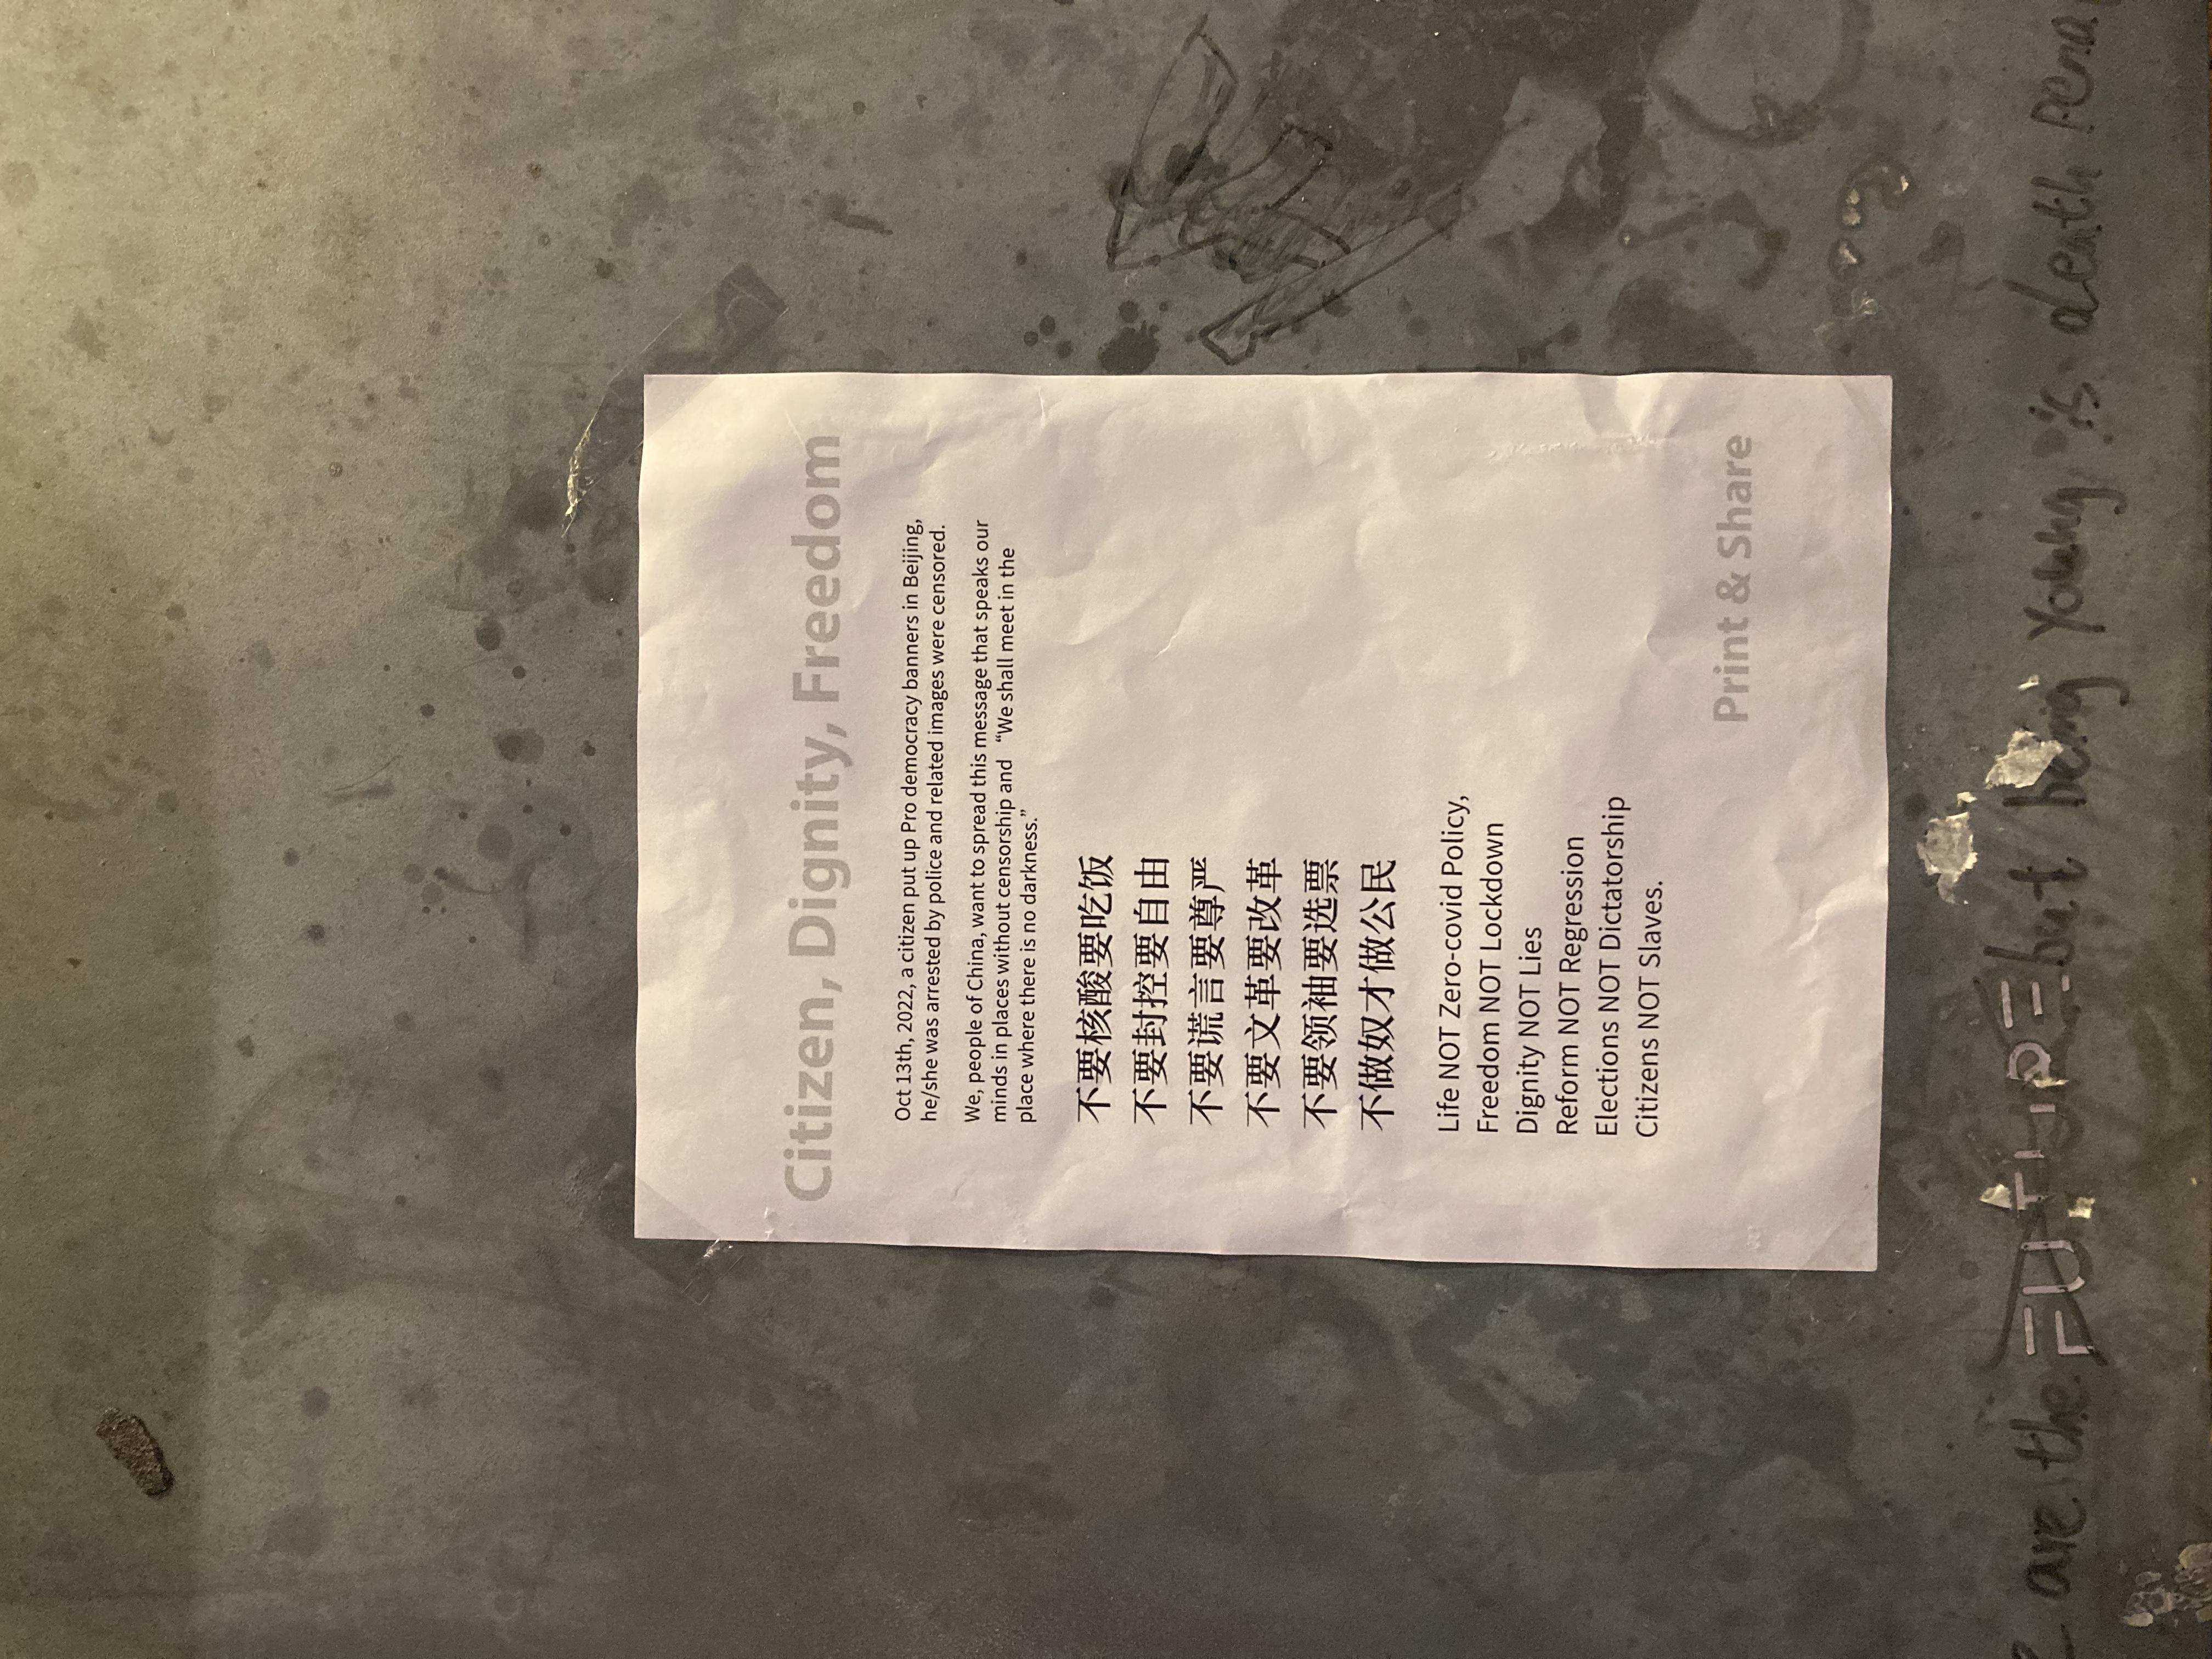 Citizen, Dignity, Freedom
Oct 13th, 2022, a citizen put up Pro democracy banners in Beijing,
he/she was arrested by police and related images were censored.
We, people of China, want to spread this message that speaks our
minds in places without censorship and “We shall meet in the
place where there is no darkness.”
不要核酸要吃饭
不要封控要自由
不要谎言要尊严
不要文革要改革
不要领袖要选票
不做奴才做公民
Life NOT Zero-covid Policy,
Freedom NOT Lockdown
Dignity NOT Lies
Reform NOT Regression
Elections NOT Dictatorship
Citizens NOT Slaves.
Print & Share
are the FUTURE but being young is death